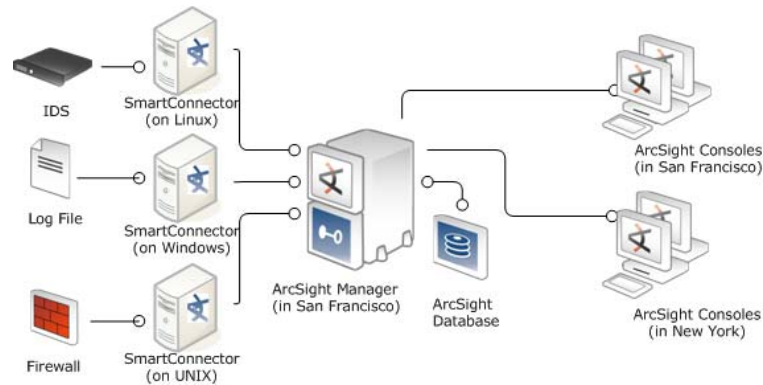 IDS
SmartConnector
(on Linux)
Log File
SmartConnector
(on Windows)
Firewall
SmartConnector
(on UNIX)
ArcSight Manager
(in San Francisco)
ArcSight
Database
ArcSight Consoles
(in San Francisco)
ArcSight Consoles
(in New York)